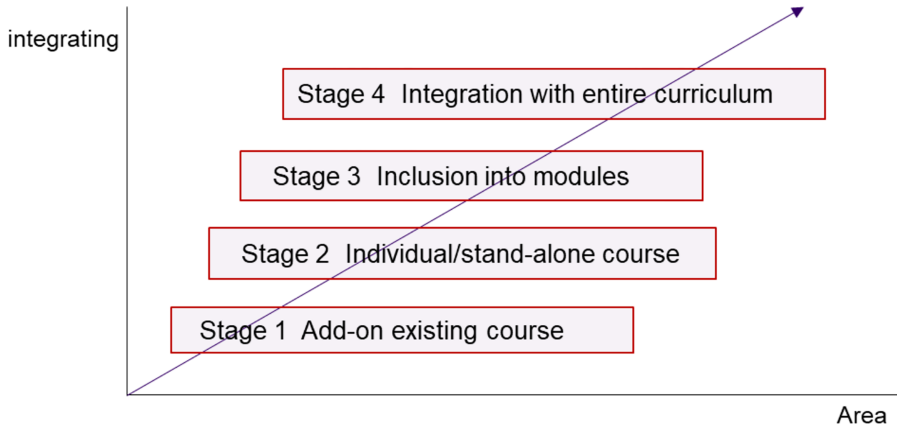 integrating
Stage 4 Integration with entire curriculum
Stage 3 Inclusion into modules
Stage 2 Individual/stand-alone course
Stage 1 Add-on existing course
Area